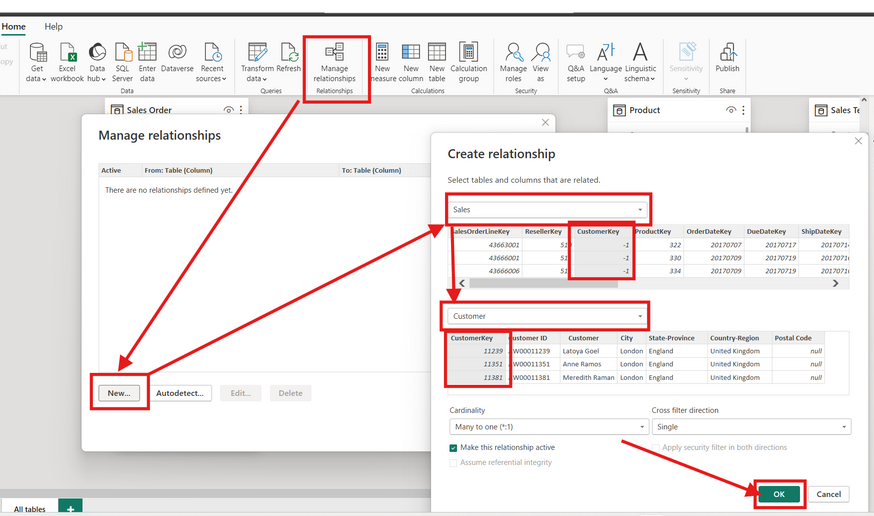 Home Help
ut
opy
Get data
Excel workbook
Data hub
SQL Server
Enter data
Dataverse
Recent sources
Transform data
Refresh
Manage relationships
New measure
New column
New table
Calculation group
Manage roles
View as
Q&A setup
Language
Linguistic schema
Sensitivity
Publish
Data
Queries
Relationships
Calculations
Security
Q&A
Sensitivity
Share
Sales Order
Product
Sales Te
Manage relationships
Active From: Table (Column) To: Table (Column)
There are no relationships defined yet.
New... Autodetect... Edit... Delete
Create relationship
Select tables and columns that are related.
Sales
SalesOrderLineKey ResellerKey CustomerKey ProductKey OrderDateKey DueDateKey ShipDateKey
43663001 51 -1 322 20170707 20170717 2017071
43666001 51 -1 330 20170709 20170719 2017071
43666006 51 -1 334 20170709 20170719 2017071
Customer
CustomerKey Customer ID Customer City State-Province Country-Region Postal Code
11239 AW00011239 Latoya Goel London England United Kingdom null
11351 AW00011351 Anne Ramos London England United Kingdom null
11381 AW00011381 Meredith Raman London England United Kingdom null
Cardinality Cross filter direction
Many to one (*:1) Single
Make this relationship active Apply security filter in both directions
Assume referential integrity
OK Cancel
All tables +